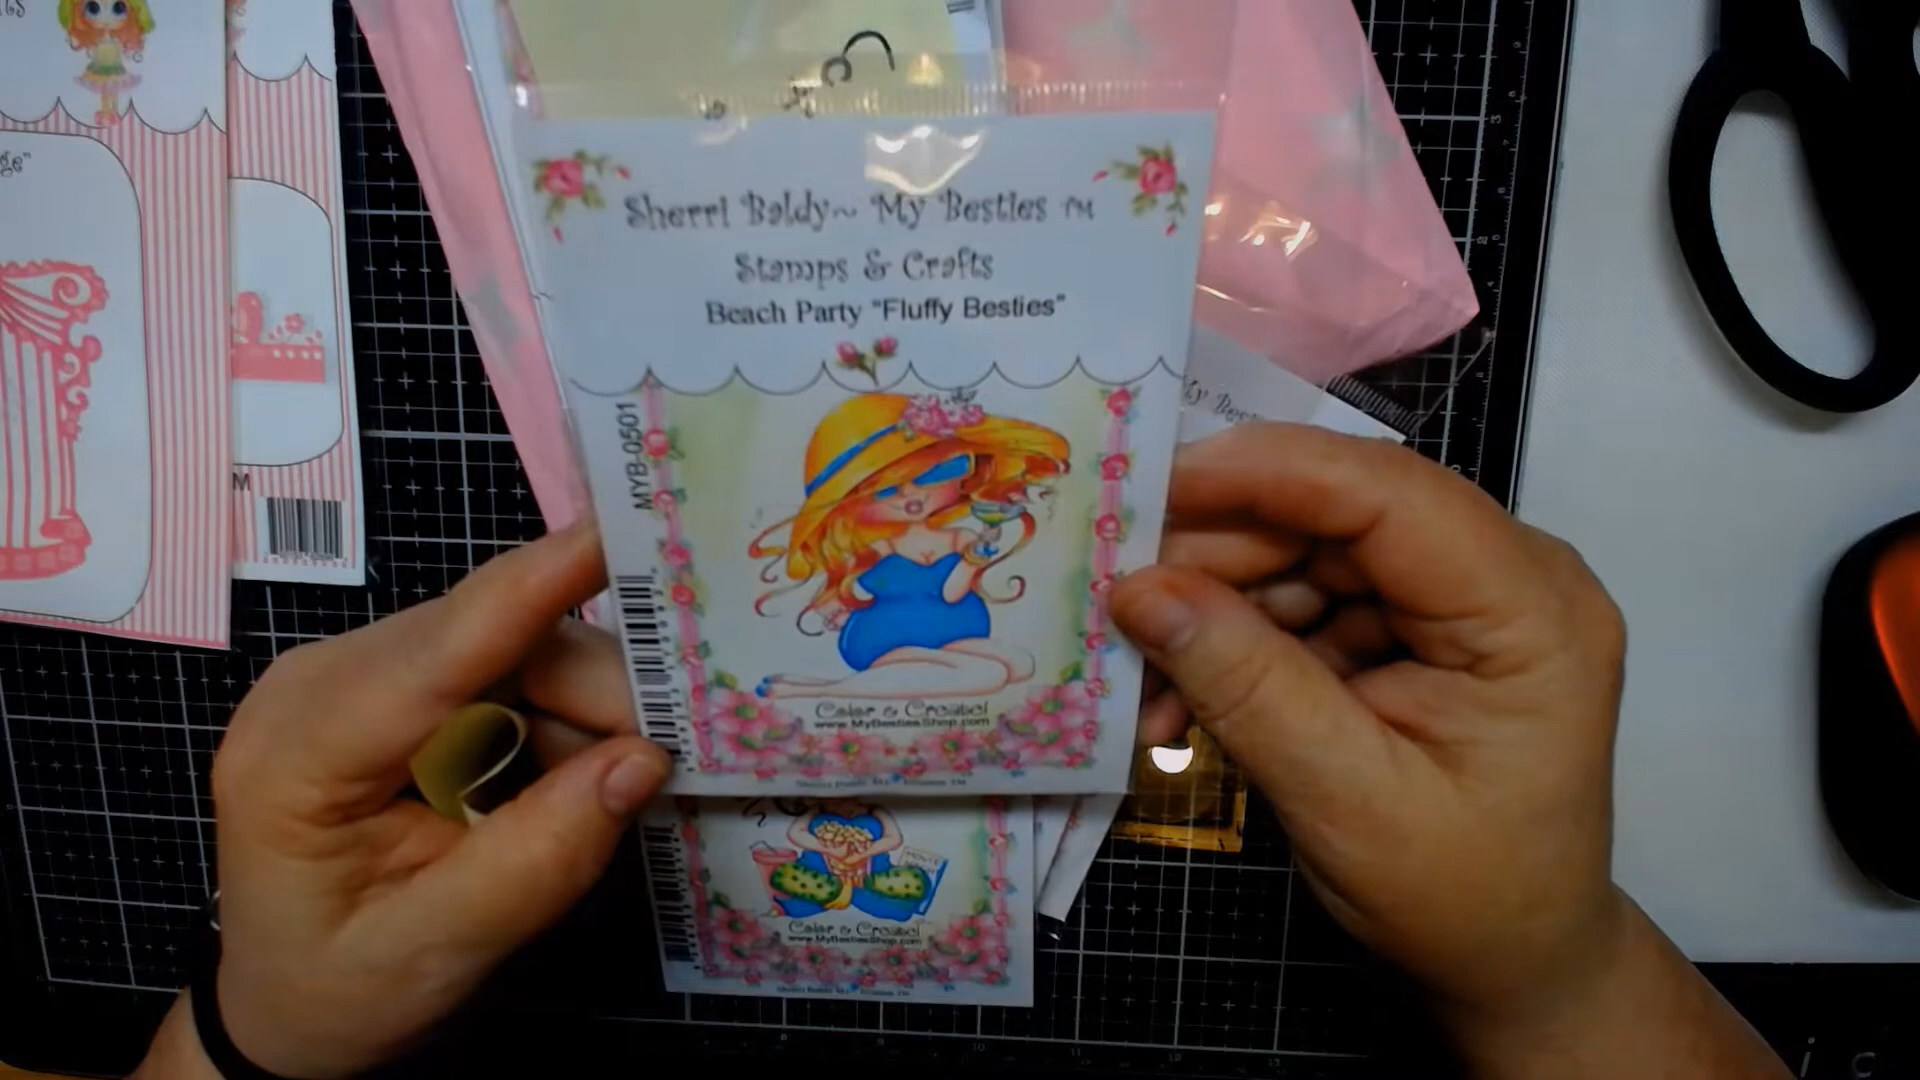 Sherri Baldy~ My Besties TM
Stamps & Crafts
Beach Party "Fluffy Besties"
MYB-0501
Color & Create!
www.MyBestiesShop.com
Color & Create!
www.MyBestiesShop.com
M